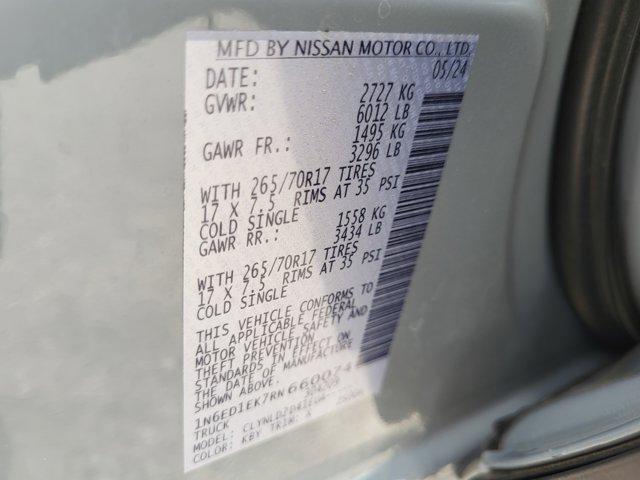 MFD BY NISSAN MOTOR CO., LTD.
DATE: 05/24
GVWR: 2727 KG
6012 LB
GAWR FR.: 1495 KG
3296 LB
WITH 265/70R17 TIRES
17 X 7.5 RIMS AT 35 PSI
COLD SINGLE
GAWR RR.: 1558 KG
3434 LB
WITH 265/70R17 TIRES
17 X 7.5 RIMS AT 35 PSI
COLD SINGLE
THIS VEHICLE CONFORMS TO
ALL APPLICABLE FEDERAL
MOTOR VEHICLE SAFETY AND
THEFT PREVENTION
STANDARDS IN EFFECT ON
THE DATE OF MANUFACTURE
SHOWN ABOVE.
1N6ED1EK7RN660074
TRUCK
MODEL:
COLOR: KBY TRIM: